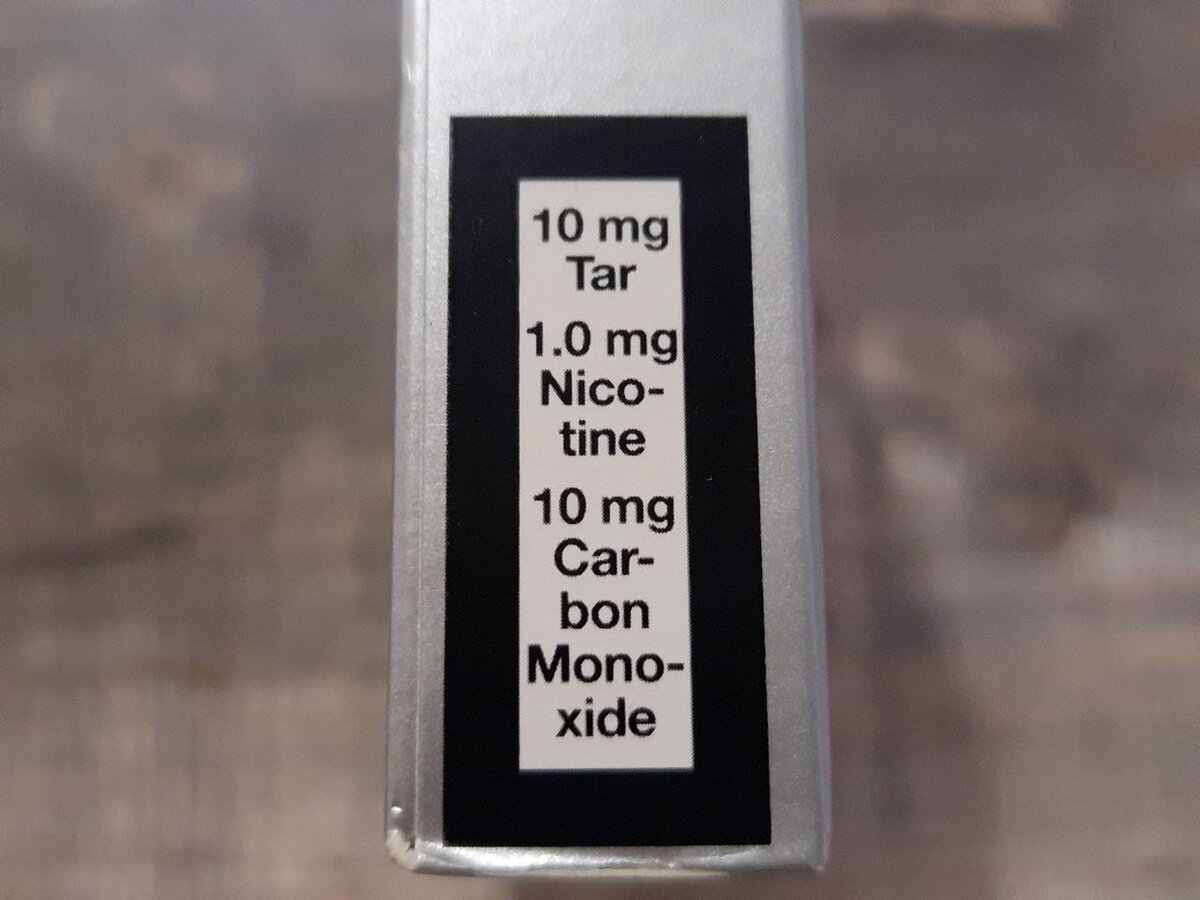 10 mg
Tar
1.0 mg
Nico-
tine
10 mg
Car-
bon
Mono-
xide